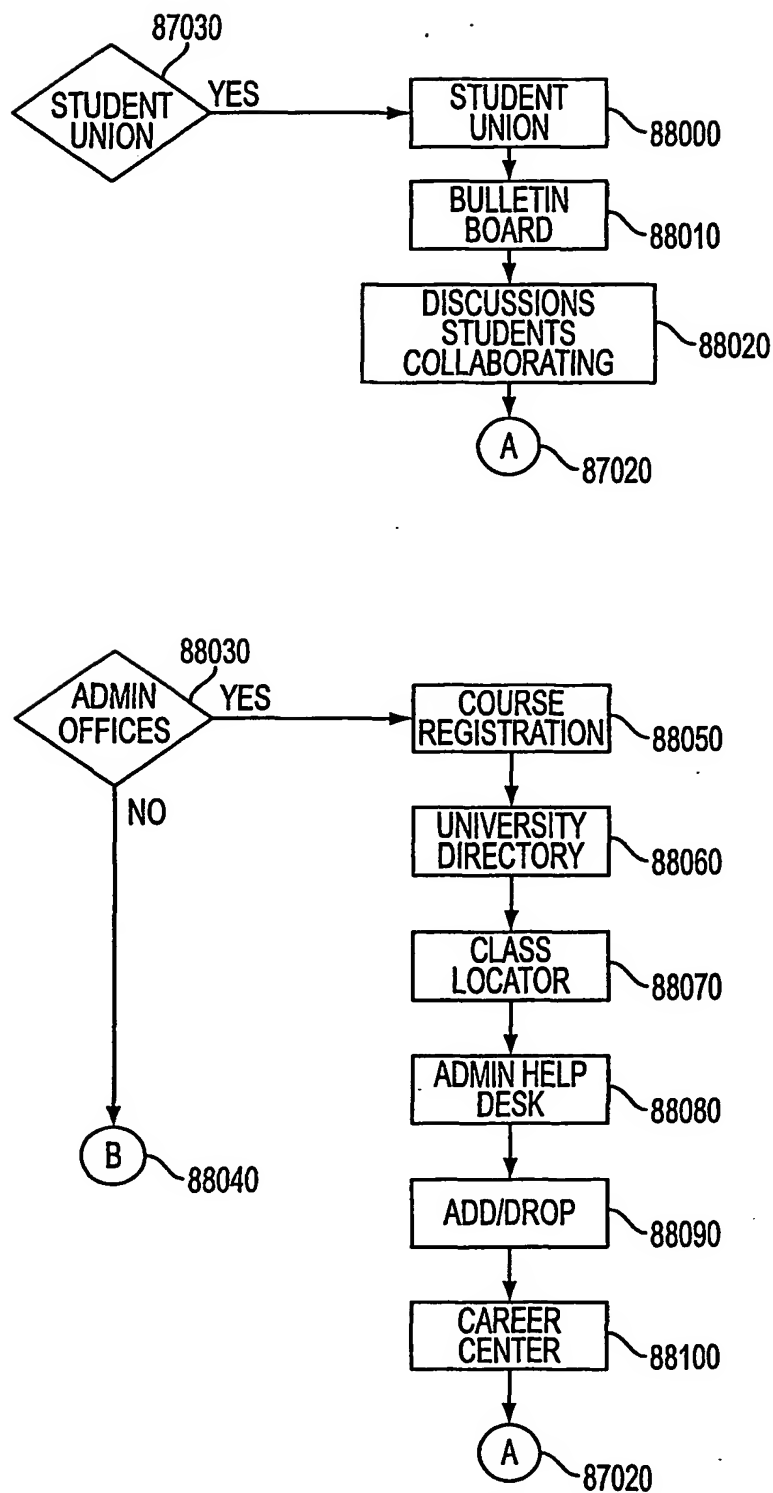 87030
STUDENT
UNION
YES
STUDENT
UNION
88000
BULLETIN
BOARD
88010
DISCUSSIONS
STUDENTS
COLLABORATING
88020
A
87020
88030
ADMIN
OFFICES
YES
NO
COURSE
REGISTRATION
88050
UNIVERSITY
DIRECTORY
88060
CLASS
LOCATOR
88070
ADMIN HELP
DESK
88080
B
88040
ADD/DROP
88090
CAREER
CENTER
88100
A
87020